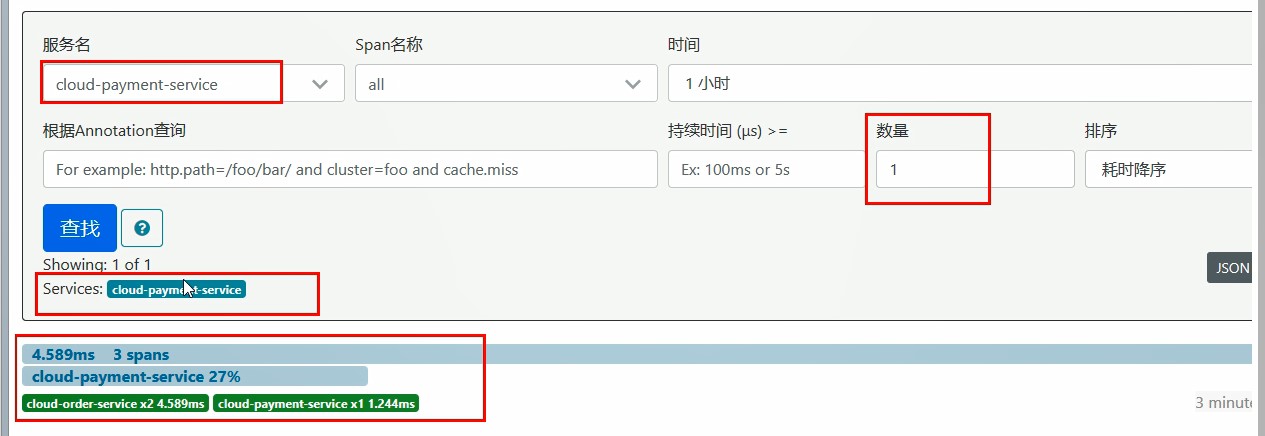 服务名 Span名称 时间
cloud-payment-service all 1 小时
根据Annotation查询 持续时间 (μs) >= 数量 排序
For example: http.path=/foo/bar/ and cluster=foo and cache.miss Ex: 100ms or 5s 1 耗时降序
查找 ?
Showing: 1 of 1
JSON
Services: cloud-payment-service
4.589ms 3 spans
cloud-payment-service 27%
cloud-order-service x2 4.589ms cloud-payment-service x1 1.244ms 3 minute